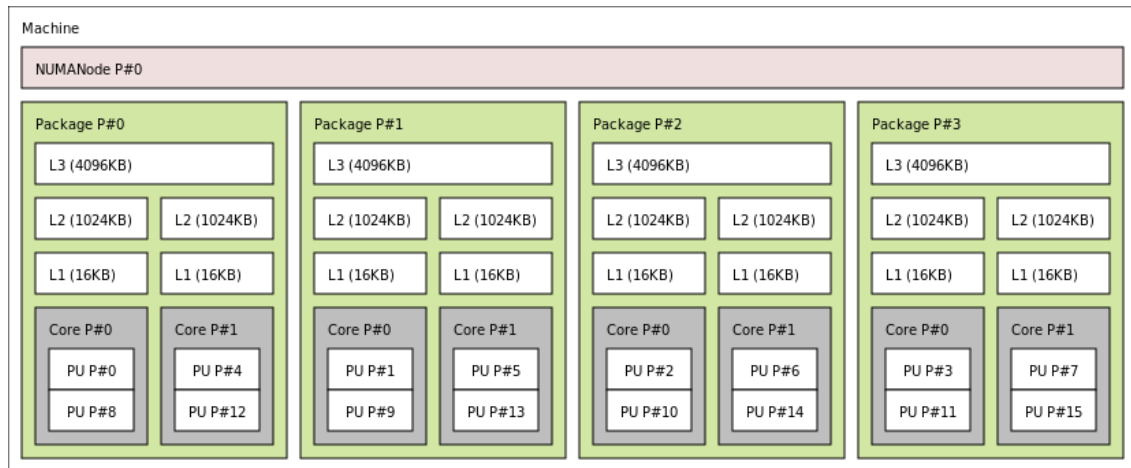 Machine
NUMANode P#0
Package P#0 Package P#1 Package P#2 Package P#3
L3 (4096KB) L3 (4096KB) L3 (4096KB) L3 (4096KB)
L2 (1024KB) L2 (1024KB) L2 (1024KB) L2 (1024KB) L2 (1024KB) L2 (1024KB) L2 (1024KB) L2 (1024KB)
L1 (16KB) L1 (16KB) L1 (16KB) L1 (16KB) L1 (16KB) L1 (16KB) L1 (16KB) L1 (16KB)
Core P#0 Core P#1 Core P#0 Core P#1 Core P#0 Core P#1 Core P#0 Core P#1
PU P#0 PU P#4 PU P#1 PU P#5 PU P#2 PU P#6 PU P#3 PU P#7
PU P#8 PU P#12 PU P#9 PU P#13 PU P#10 PU P#14 PU P#11 PU P#15